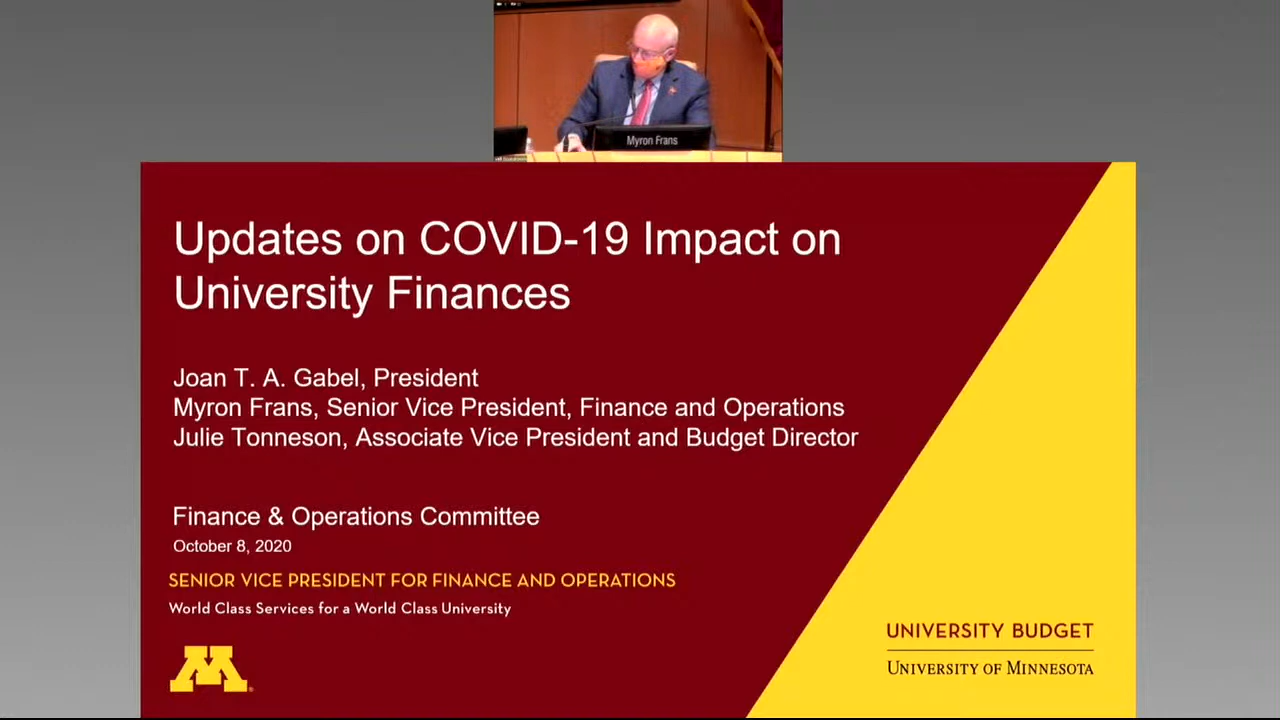 Myron Frans
Updates on COVID-19 Impact on
University Finances
Joan T. A. Gabel, President
Myron Frans, Senior Vice President, Finance and Operations
Julie Tonneson, Associate Vice President and Budget Director
Finance & Operations Committee
October 8, 2020
SENIOR VICE PRESIDENT FOR FINANCE AND OPERATIONS
World Class Services for a World Class University
M
UNIVERSITY BUDGET
UNIVERSITY OF MINNESOTA